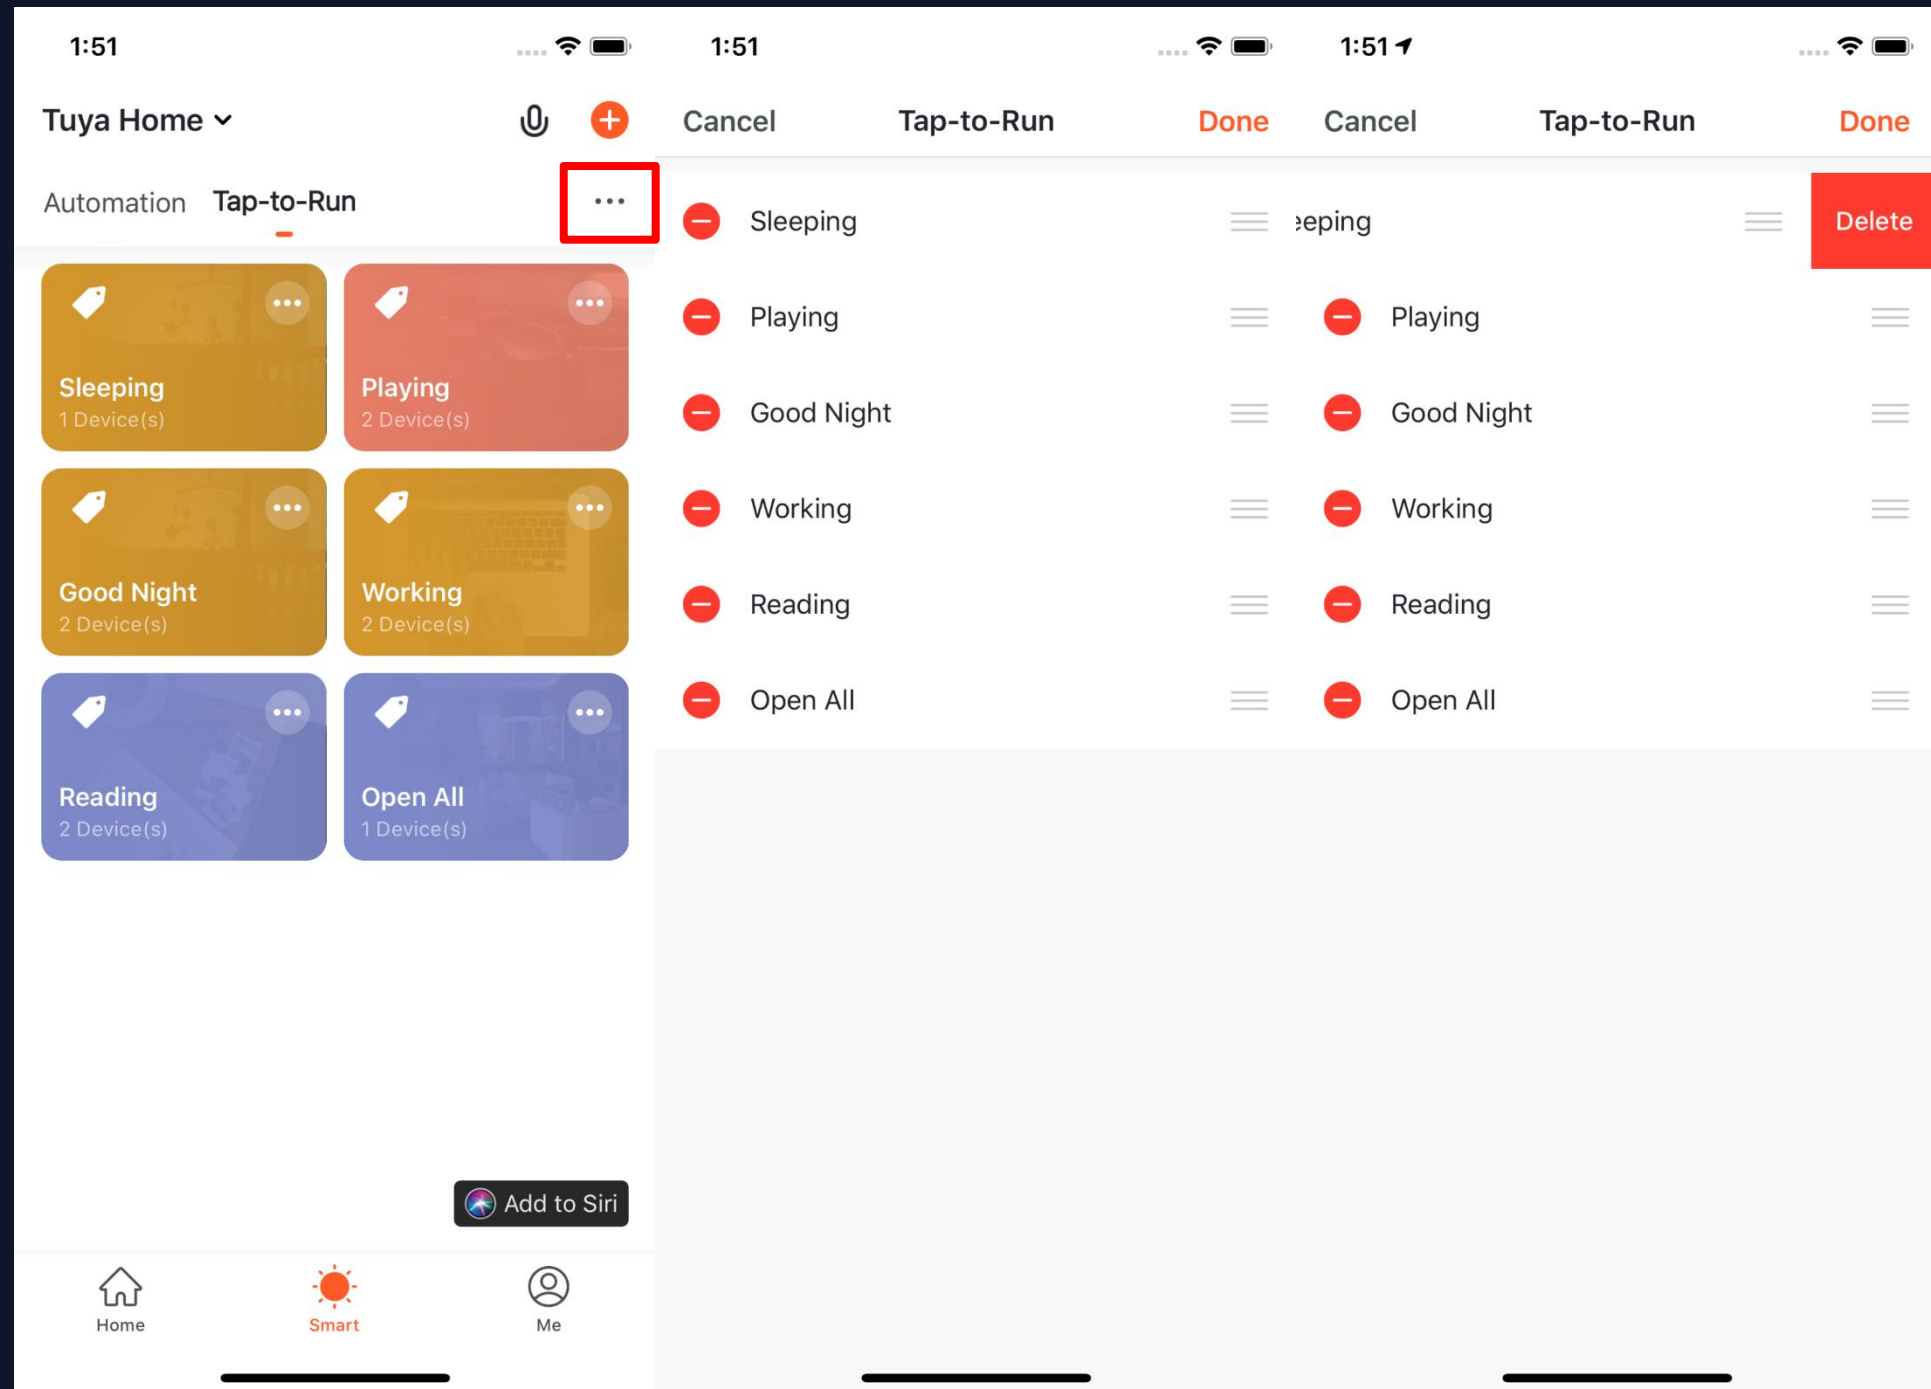 1:51
Tuya Home
Automation Tap-to-Run
Sleeping
1 Device(s)
Playing
2 Device(s)
Good Night
2 Device(s)
Working
2 Device(s)
Reading
2 Device(s)
Open All
1 Device(s)
Add to Siri
Home
Smart
Me
1:51
Cancel Tap-to-Run Done
Sleeping
Playing
Good Night
Working
Reading
Open All
1:51
Cancel Tap-to-Run Done
eeping Delete
Playing
Good Night
Working
Reading
Open All